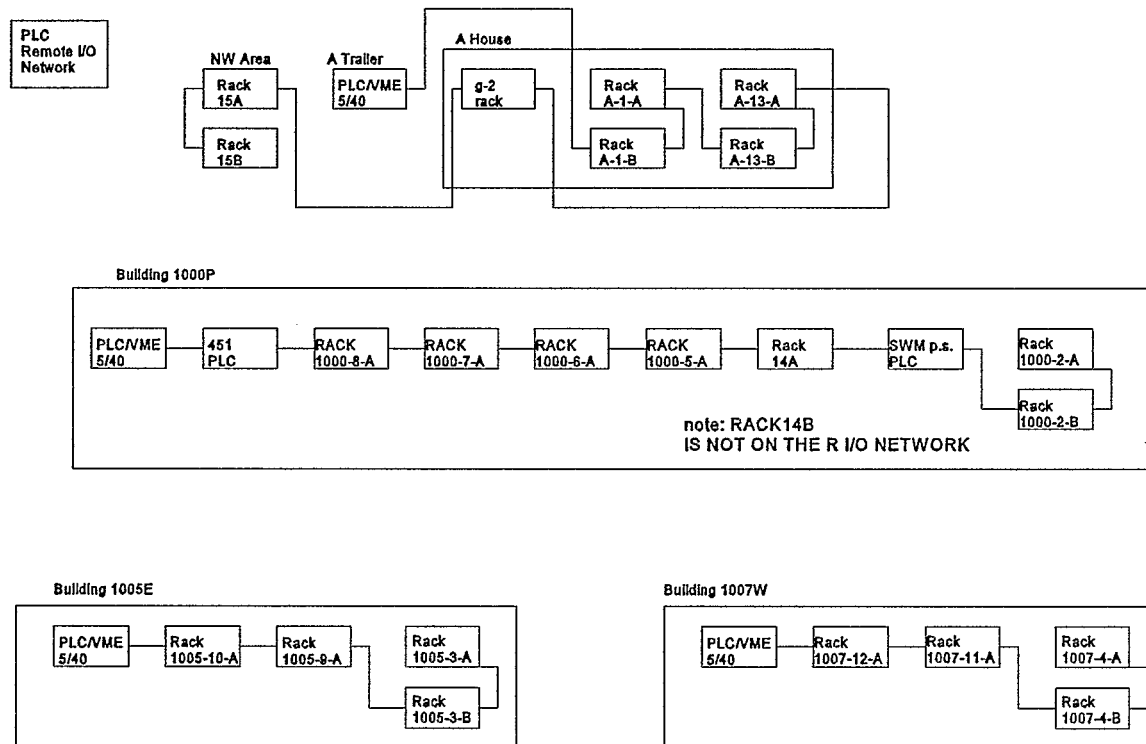 PLC
Remote I/O
Network
NW Area
A Trailer
A House
Rack
15A
PLC/VME
5/40
g-2
rack
Rack
A-1-A
Rack
A-13-A
Rack
15B
Rack
A-1-B
Rack
A-13-B
Building 1000P
PLC/VME
5/40
451
PLC
RACK
1000-8-A
RACK
1000-7-A
RACK
1000-6-A
RACK
1000-5-A
Rack
14A
SWM p.s.
PLC
Rack
1000-2-A
Rack
1000-2-B
note: RACK14B
IS NOT ON THE R I/O NETWORK
Building 1005E
PLC/VME
5/40
Rack
1005-10-A
Rack
1005-9-A
Rack
1005-3-A
Rack
1005-3-B
Building 1007W
PLC/VME
5/40
Rack
1007-12-A
Rack
1007-11-A
Rack
1007-4-A
Rack
1007-4-B